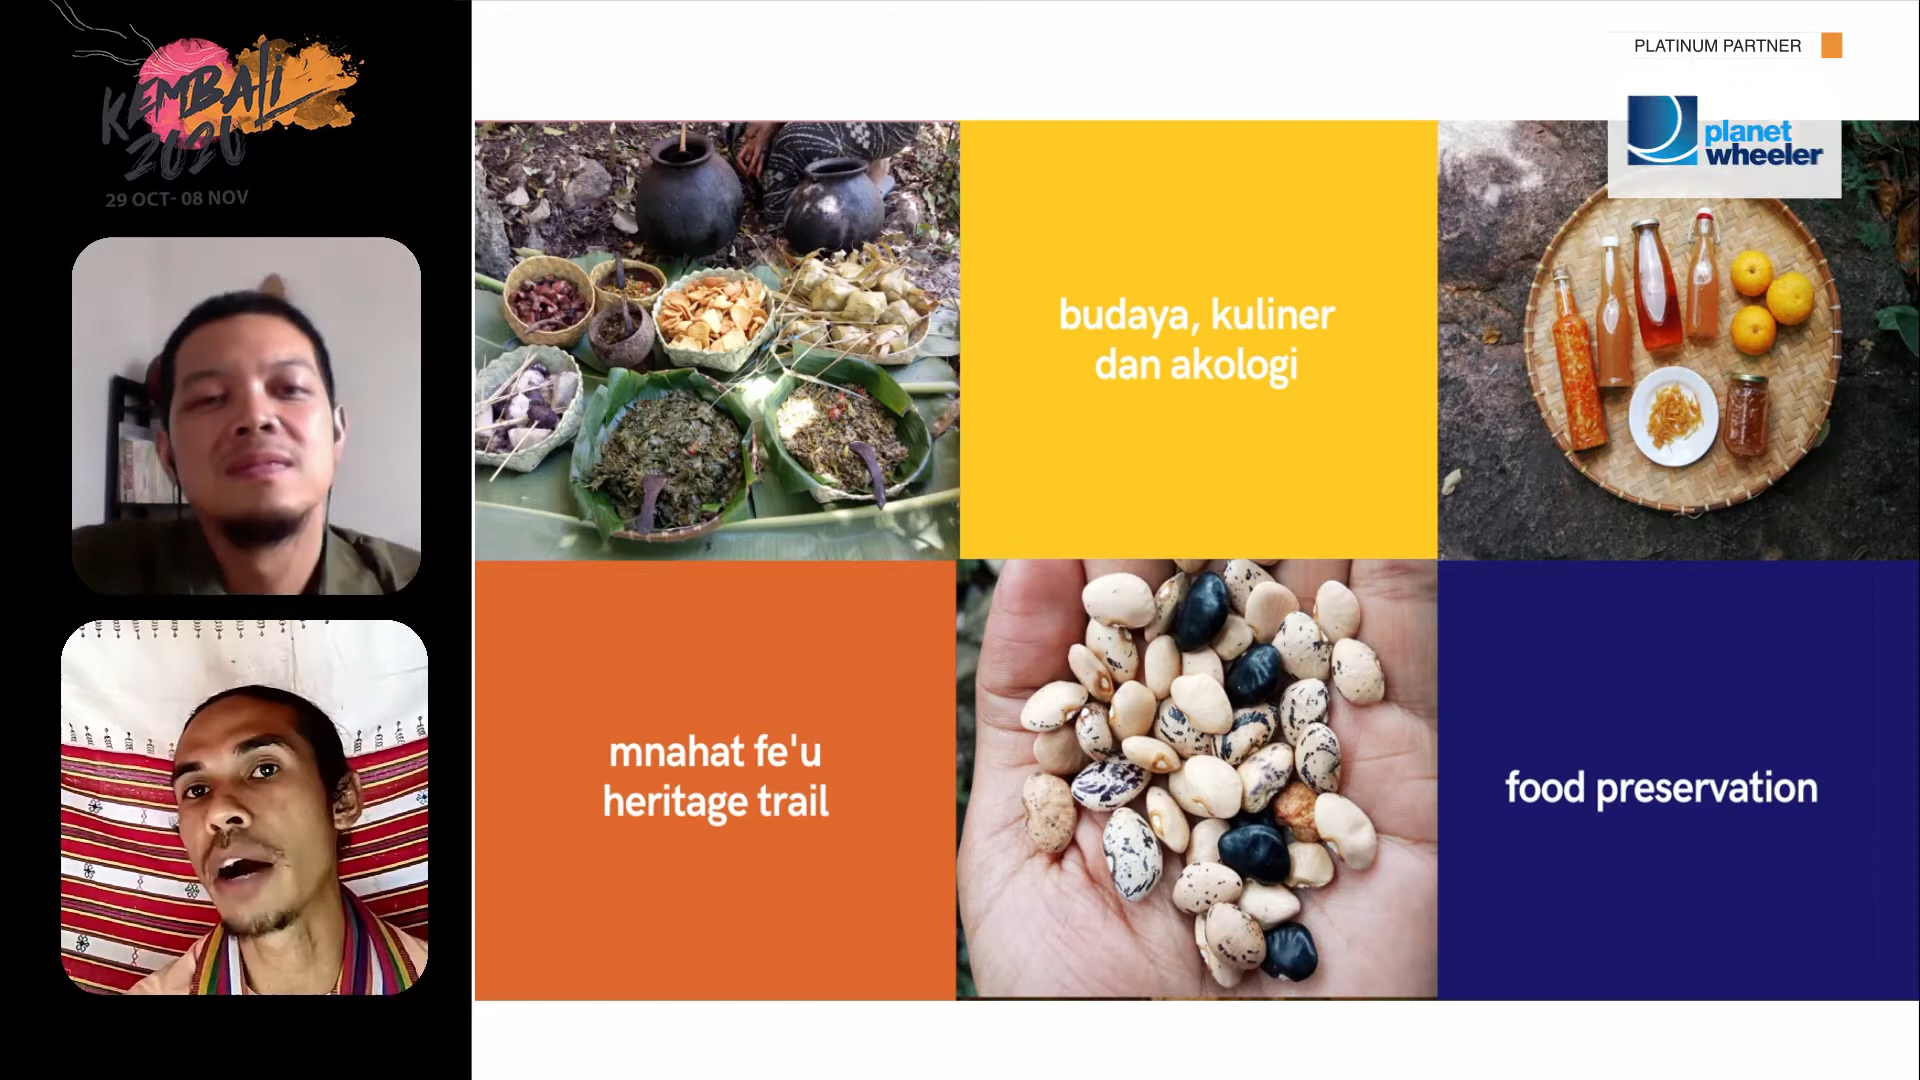 KEMBALI
2020
29 OCT- 08 NOV
PLATINUM PARTNER
planet
wheeler
budaya, kuliner
dan akologi
mnahat fe'u
heritage trail
food preservation